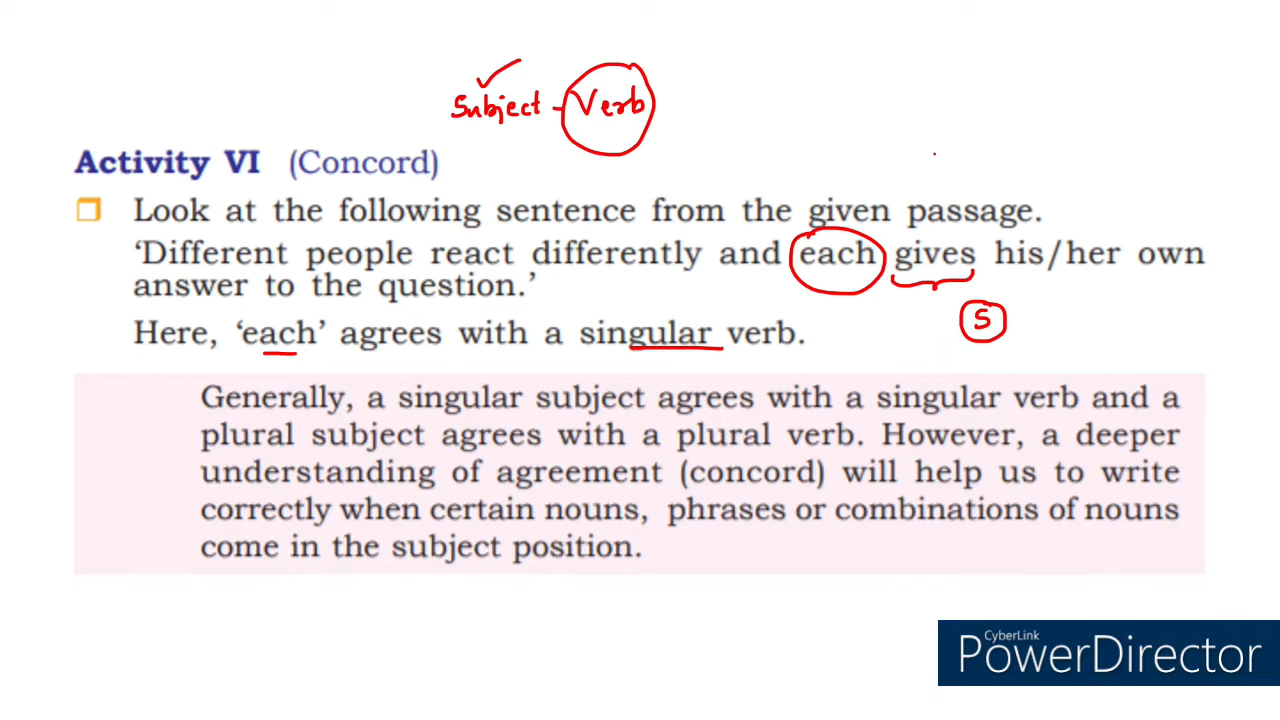 Subject - Verb
Activity VI (Concord)
❒ Look at the following sentence from the given passage.
‘Different people react differently and each gives his/her own
answer to the question.’
S
Here, ‘each’ agrees with a singular verb.
Generally, a singular subject agrees with a singular verb and a
plural subject agrees with a plural verb. However, a deeper
understanding of agreement (concord) will help us to write
correctly when certain nouns, phrases or combinations of nouns
come in the subject position.
CyberLink
PowerDirector